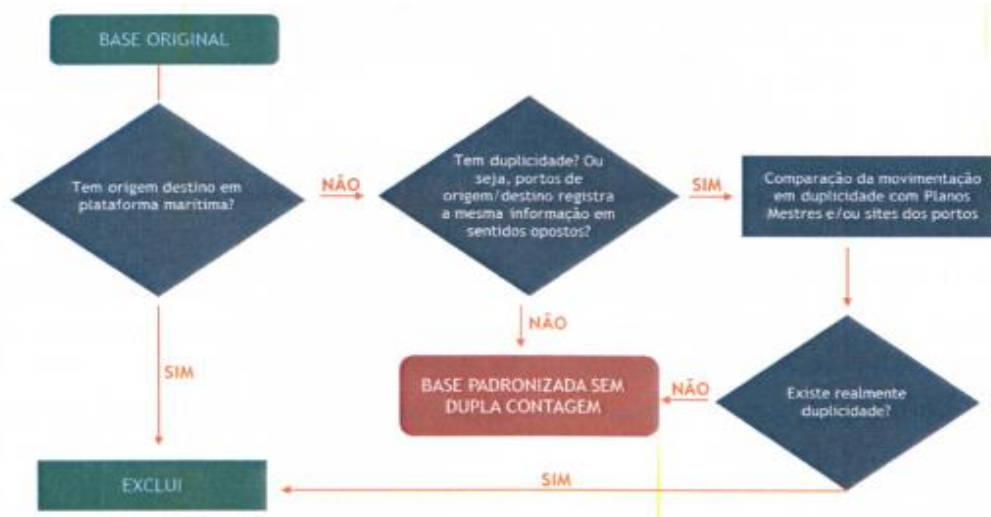 BASE ORIGINAL
Tem origem destino em
plataforma marítima?
NÃO
Tem duplicidade? Ou
seja, portos de
origem/destino registra
a mesma informação em
sentidos opostos?
SIM
Comparação da movimentação
em duplicidade com Planos
Mestres e/ou sites dos portos
NÃO
SIM
BASE PADRONIZADA SEM
DUPLA CONTAGEM
NÃO
Existe realmente
duplicidade?
EXCLUI
SIM